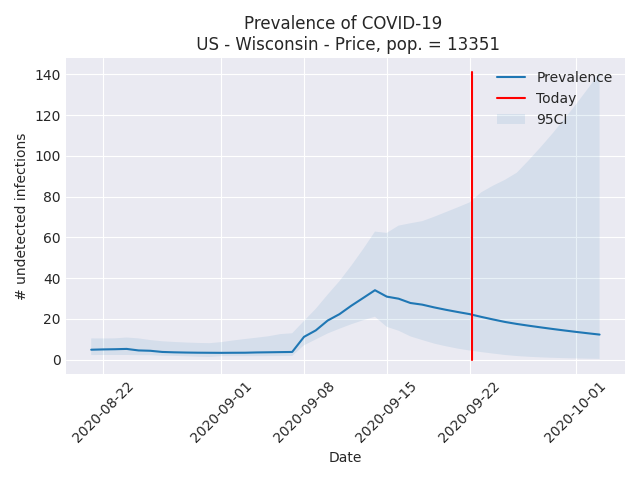 Prevalence of COVID-19
US - Wisconsin - Price, pop. = 13351
Prevalence
Today
95CI
# undetected infections
140
120
100
80
60
40
20
0
2020-08-22
2020-09-01
2020-09-08
2020-09-15
2020-09-22
2020-10-01
Date